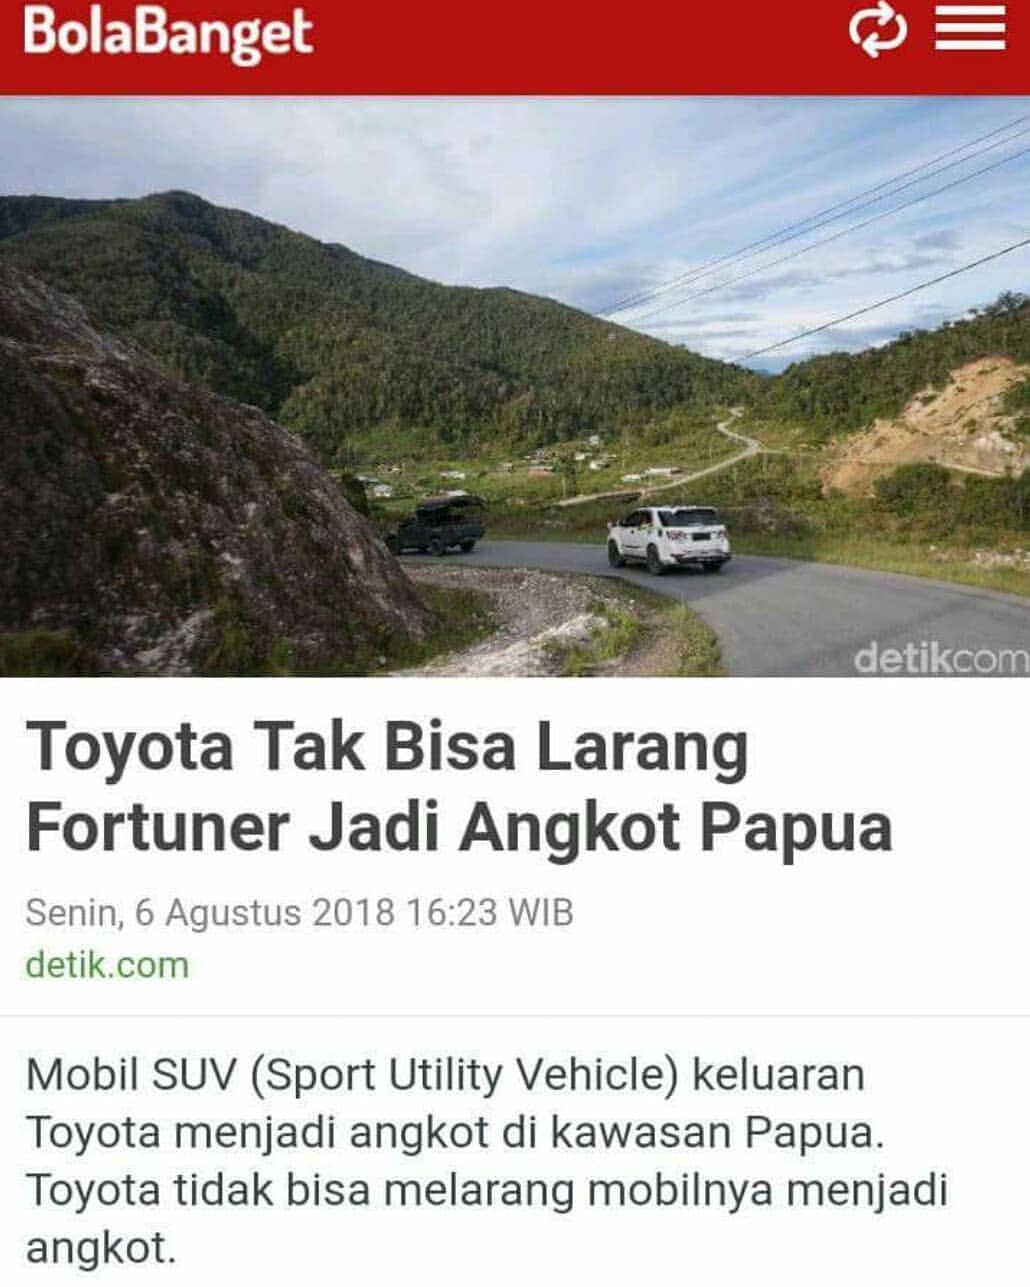 BolaBanget
detikcom
Toyota Tak Bisa Larang
Fortuner Jadi Angkot Papua
Senin, 6 Agustus 2018 16:23 WIB
detik.com
Mobil SUV (Sport Utility Vehicle) keluaran
Toyota menjadi angkot di kawasan Papua.
Toyota tidak bisa melarang mobilnya menjadi
angkot.